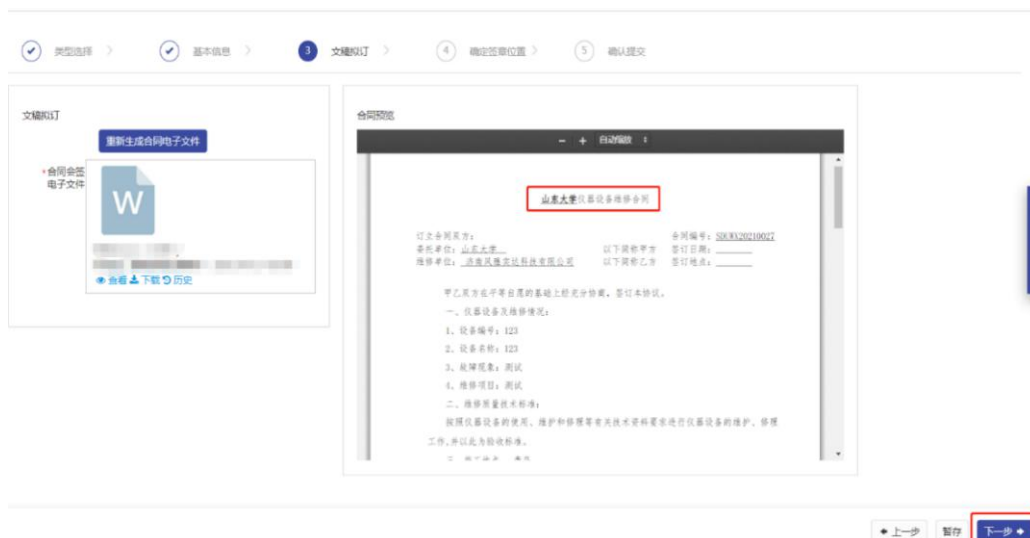 类型选择
基本信息
3 文稿拟订
4 确定签章位置
5 确认提交
文稿拟订
重新生成合同电子文件
*合同会签
电子文件
W
查看 下载 历史
合同预览
- + 自动缩放
山东大学仪器设备维修合同
订立合同双方: 合同编号: SDUWX20210027
委托单位: 山东大学 以下简称甲方 签订日期:
维修单位: 济南风雅实达科技有限公司 以下简称乙方 签订地点:
甲乙双方在平等自愿的基础上经充分协商,签订本协议。
一、仪器设备及维修情况:
1、设备编号: 123
2、设备名称: 123
3、故障现象: 测试
4、维修项目: 测试
二、维修质量技术标准:
按照仪器设备的使用、维护和修理等有关技术资料要求进行仪器设备的维护、修理
工作,并以此为验收标准。
上一步 暂存 下一步